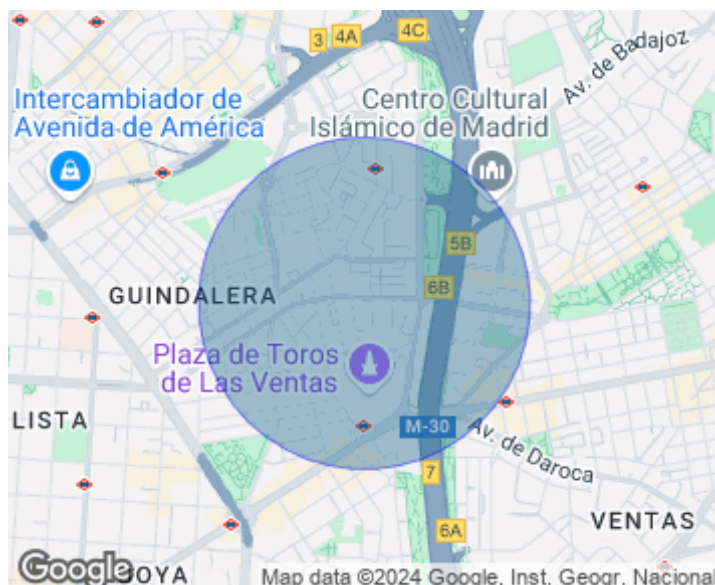 3
4A
4C
Av. de Badajoz
Intercambiador de
Avenida de América
Centro Cultural
Islámico de Madrid
5B
6B
GUINDALERA
Plaza de Toros
de Las Ventas
LISTA
M-30
Av. de Daroca
7
6A
VENTAS
Google
OYA
Map data ©2024 Google, Inst. Geogr. Nacional